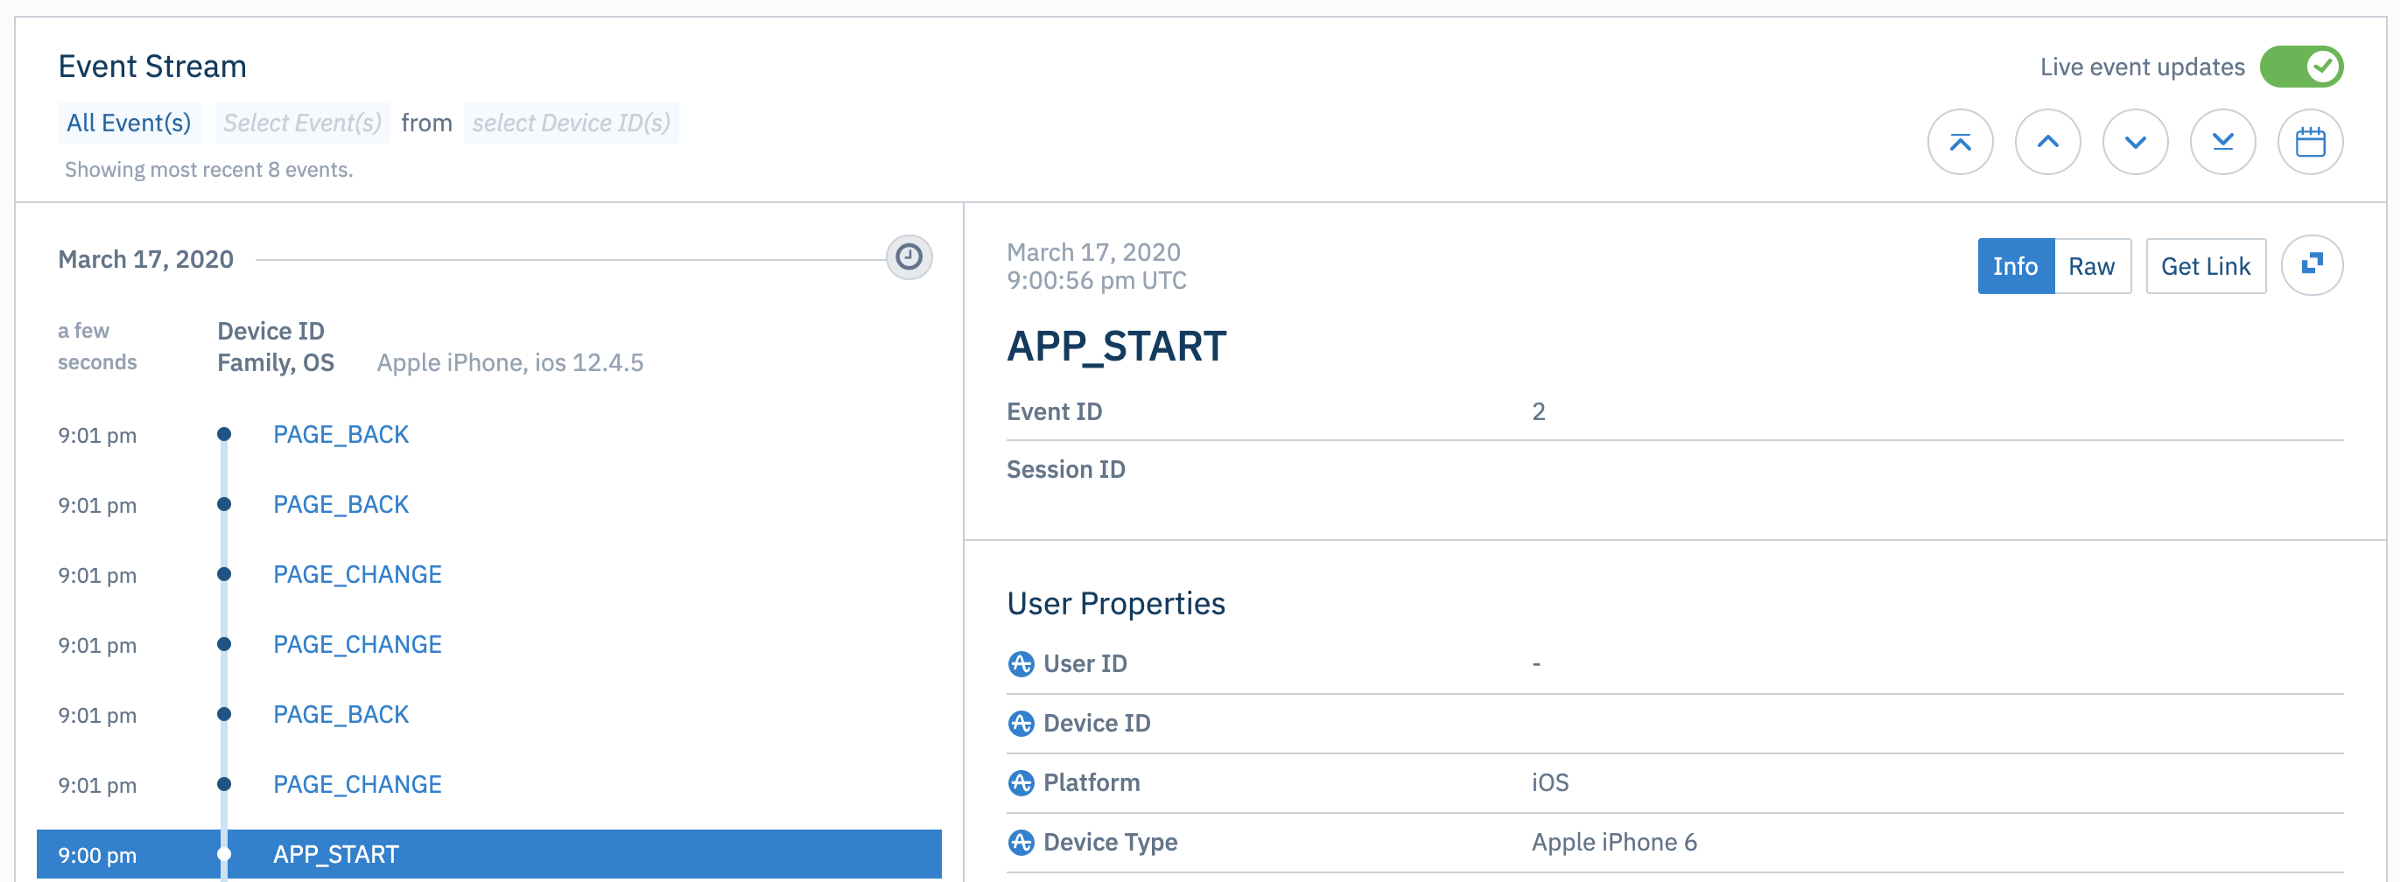 Event Stream
Live event updates
All Event(s) Select Event(s) from select Device ID(s)
Showing most recent 8 events.
March 17, 2020
a few seconds
Device ID
Family, OS Apple iPhone, ios 12.4.5
9:01 pm PAGE_BACK
9:01 pm PAGE_BACK
9:01 pm PAGE_CHANGE
9:01 pm PAGE_CHANGE
9:01 pm PAGE_BACK
9:01 pm PAGE_CHANGE
9:00 pm APP_START
March 17, 2020
9:00:56 pm UTC
Info Raw Get Link
APP_START
Event ID 2
Session ID
User Properties
User ID -
Device ID
Platform iOS
Device Type Apple iPhone 6